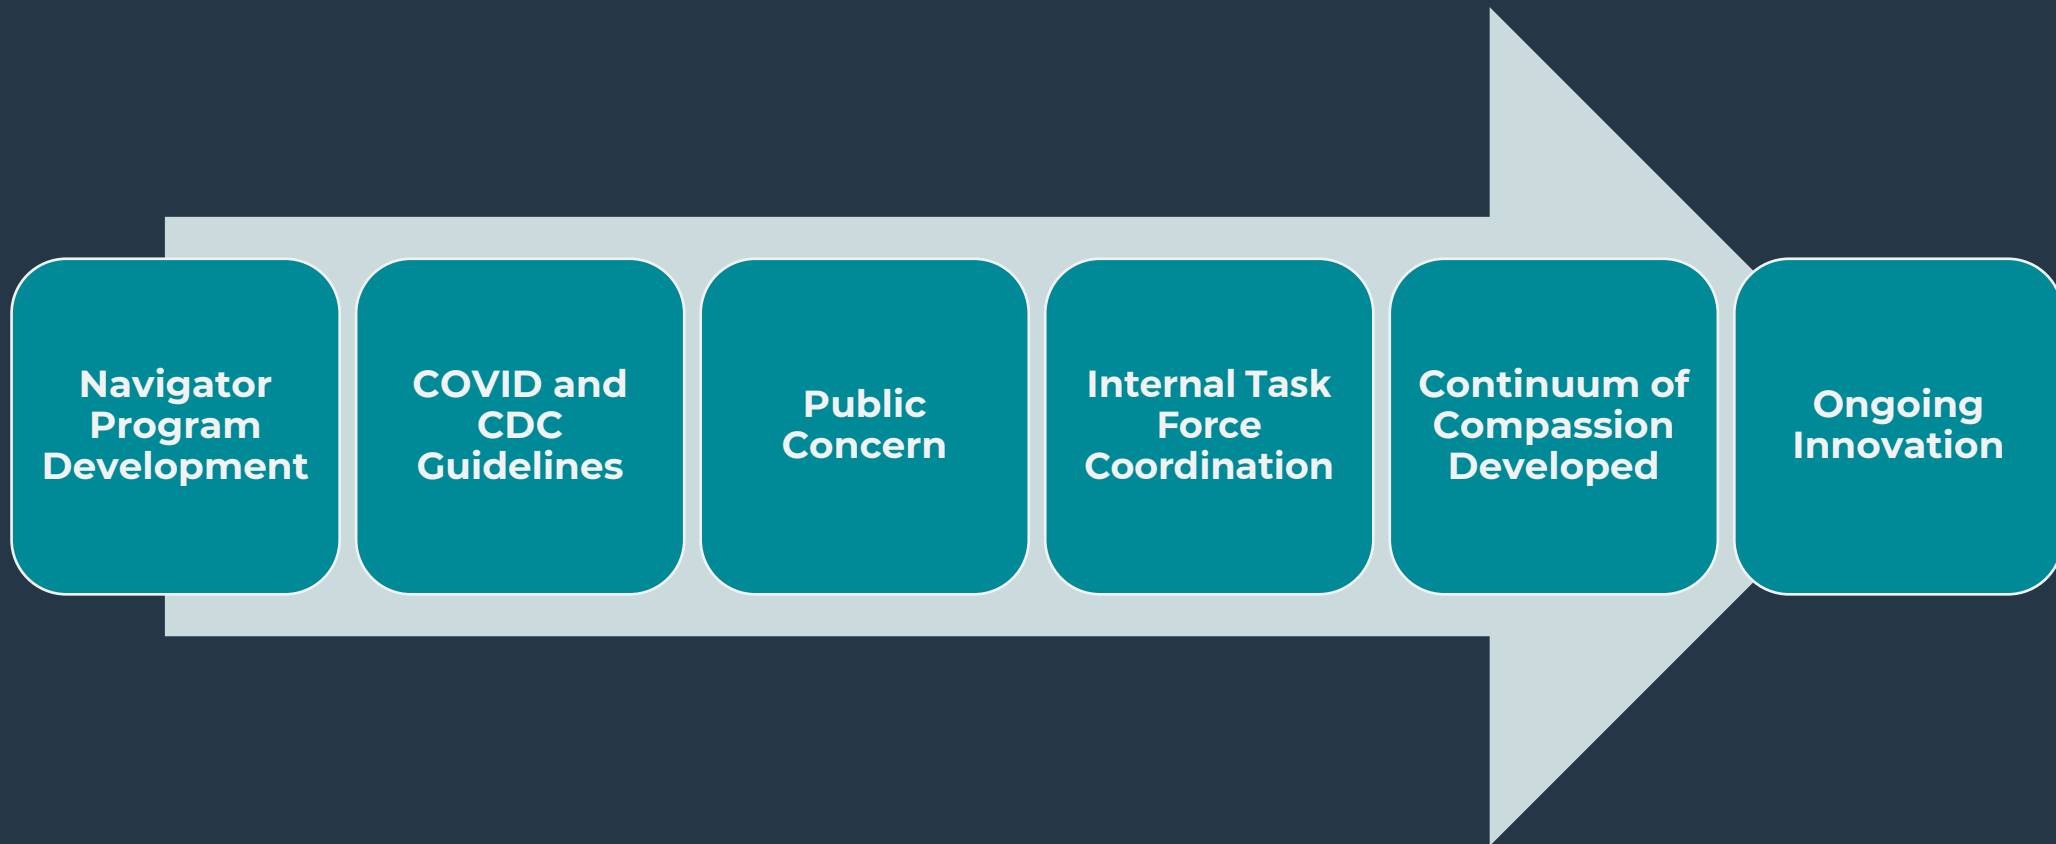 Navigator
Program
Development
COVID and
CDC
Guidelines
Public
Concern
Internal Task
Force
Coordination
Continuum of
Compassion
Developed
Ongoing
Innovation